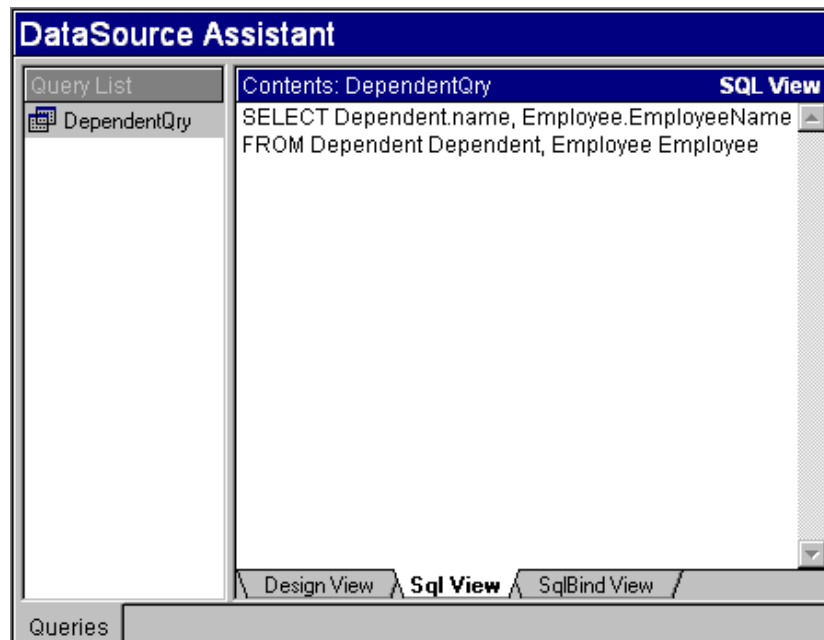 DataSource Assistant
Query List
DependentQry
Contents: DependentQry SQL View
SELECT Dependent.name, Employee.EmployeeName
FROM Dependent Dependent, Employee Employee
Design View Sql View SqlBind View
Queries